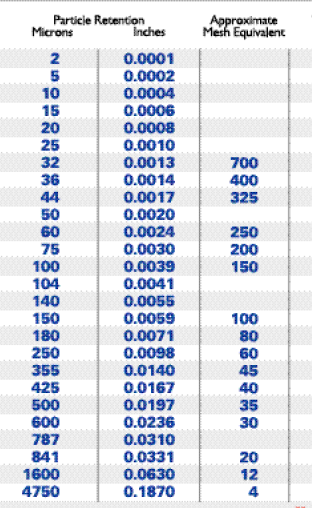 Particle Retention Approximate
Microns Inches Mesh Equivalent
2 0.0001
5 0.0002
10 0.0004
15 0.0006
20 0.0008
25 0.0010
32 0.0013 700
36 0.0014 400
44 0.0017 325
50 0.0020
60 0.0024 250
75 0.0030 200
100 0.0039 150
104 0.0041
140 0.0055
150 0.0059 100
180 0.0071 80
250 0.0098 60
355 0.0140 45
425 0.0167 40
500 0.0197 35
600 0.0236 30
787 0.0310
841 0.0331 20
1600 0.0630 12
4750 0.1870 4